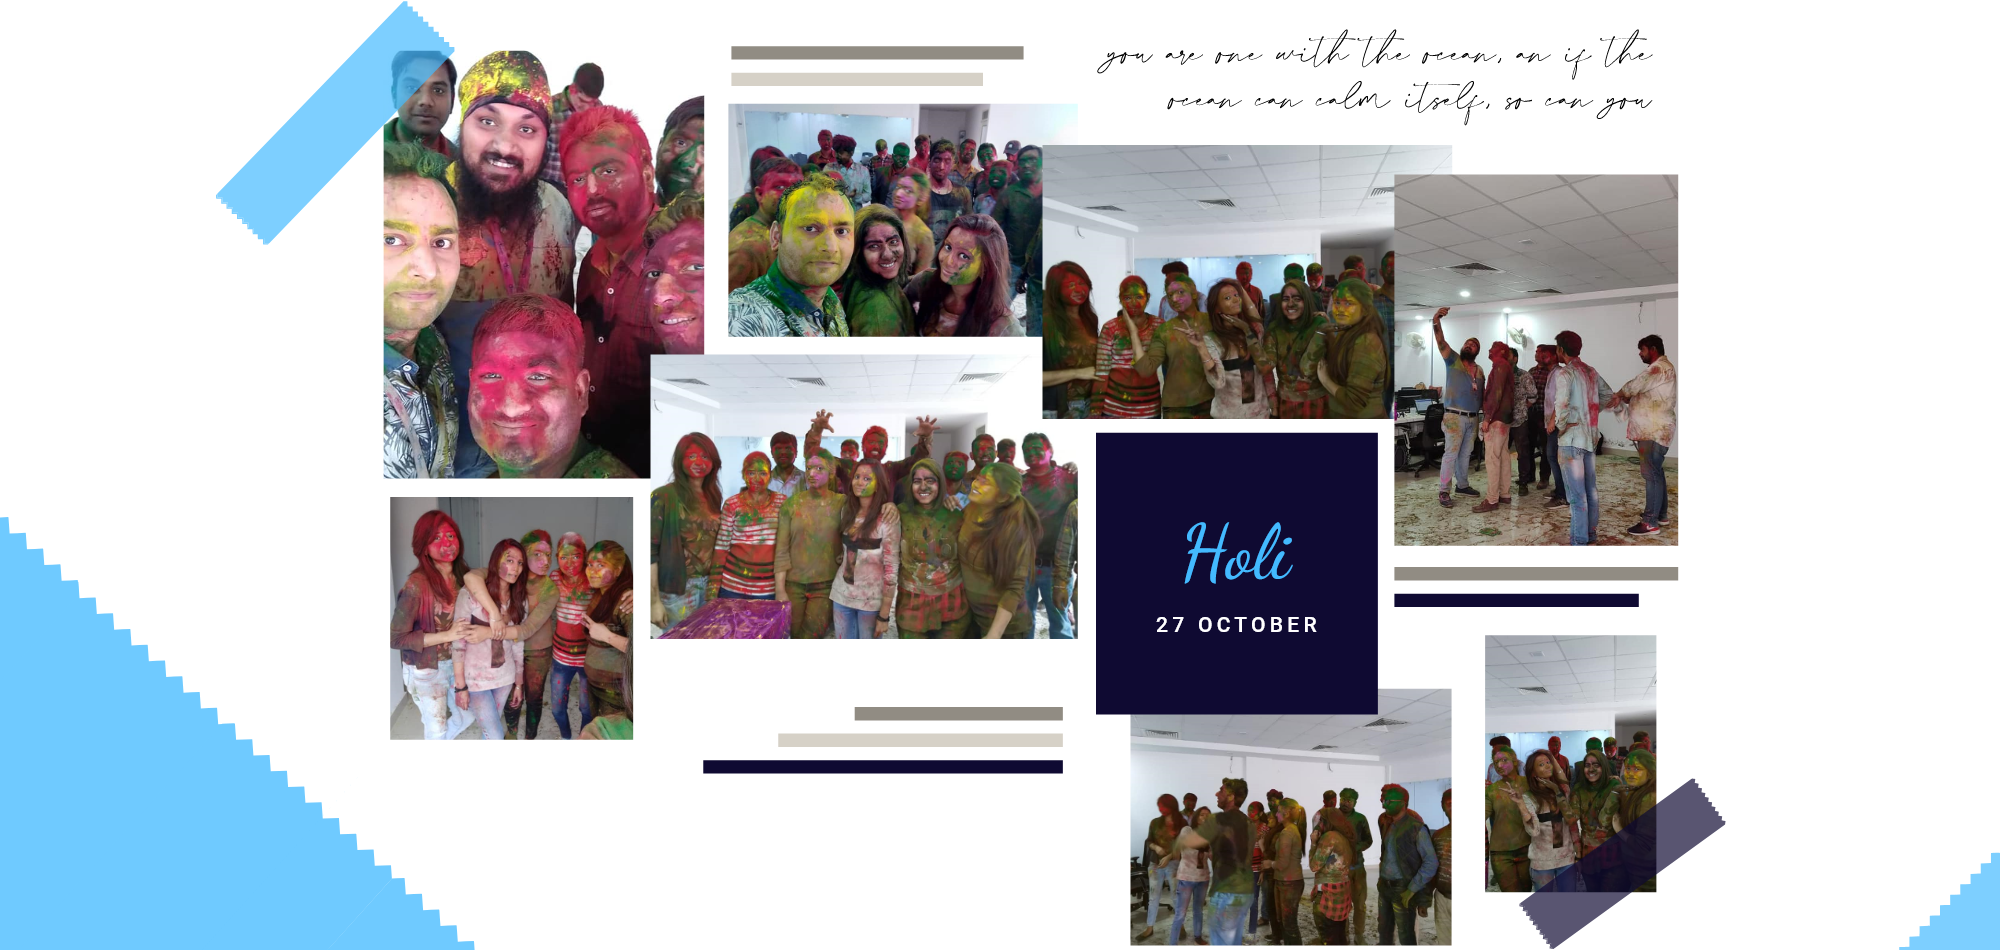 you are one with the ocean, an if the
ocean can calm itself, so can you
Holi
27 OCTOBER